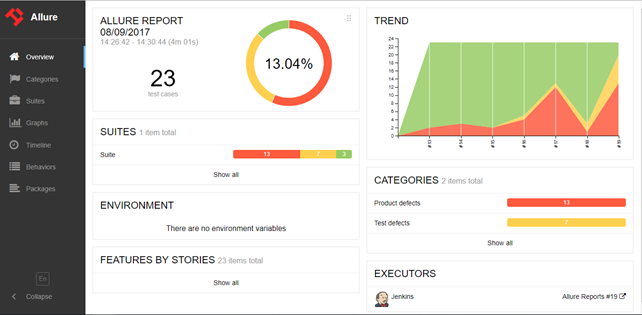 Allure
Overview
Categories
Suites
Graphs
Timeline
Behaviors
Packages
En
Collapse
ALLURE REPORT
08/09/2017
14:26:42 - 14:30:44 (4m 01s)
23
test cases
13.04%
SUITES 1 item total
Suite 13 7 3
Show all
ENVIRONMENT
There are no environment variables
FEATURES BY STORIES 23 items total
Show all
TREND
24
22
20
18
16
14
12
10
8
6
4
2
0
#13 #14 #15 #16 #17 #18 #19
CATEGORIES 2 items total
Product defects 13
Test defects 7
Show all
EXECUTORS
Jenkins Allure Reports #19